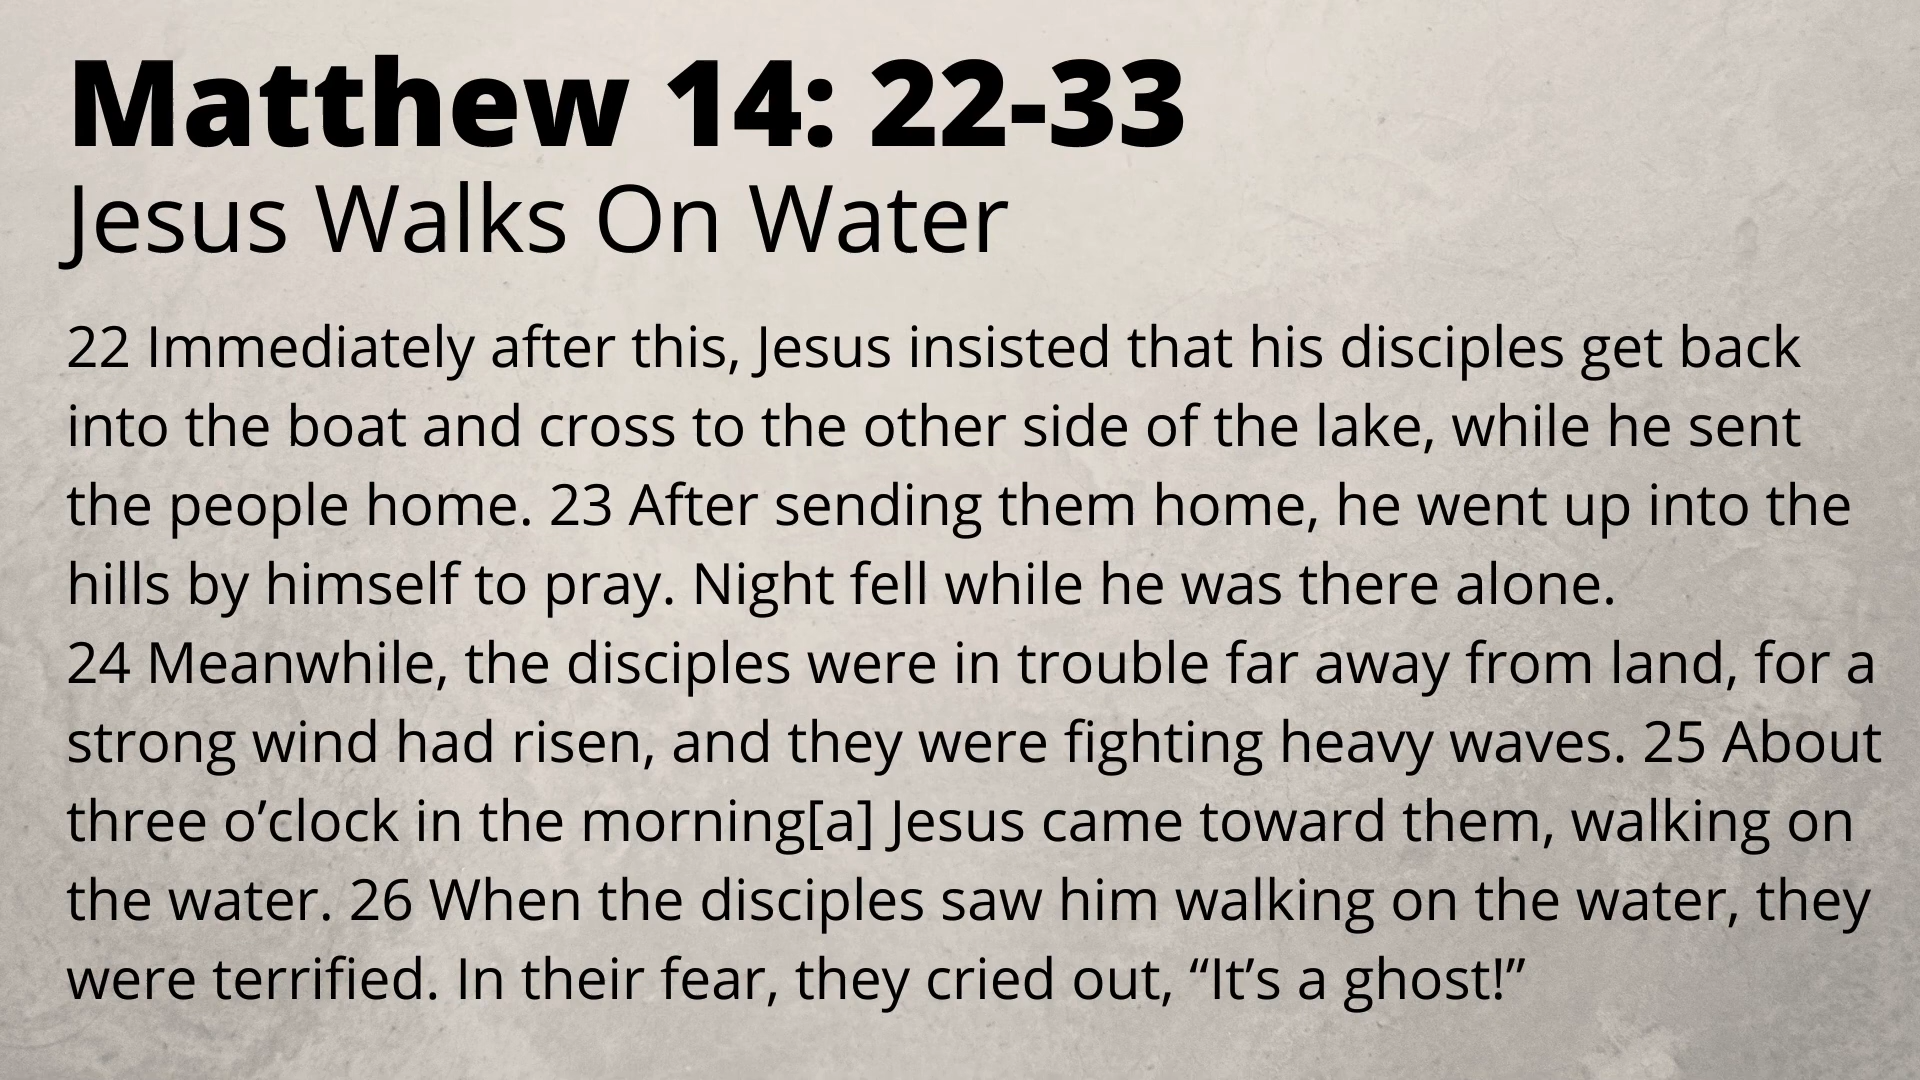 Matthew 14: 22-33
Jesus Walks On Water
22 Immediately after this, Jesus insisted that his disciples get back
into the boat and cross to the other side of the lake, while he sent
the people home. 23 After sending them home, he went up into the
hills by himself to pray. Night fell while he was there alone.
24 Meanwhile, the disciples were in trouble far away from land, for a
strong wind had risen, and they were fighting heavy waves. 25 About
three o’clock in the morning[a] Jesus came toward them, walking on
the water. 26 When the disciples saw him walking on the water, they
were terrified. In their fear, they cried out, “It’s a ghost!”